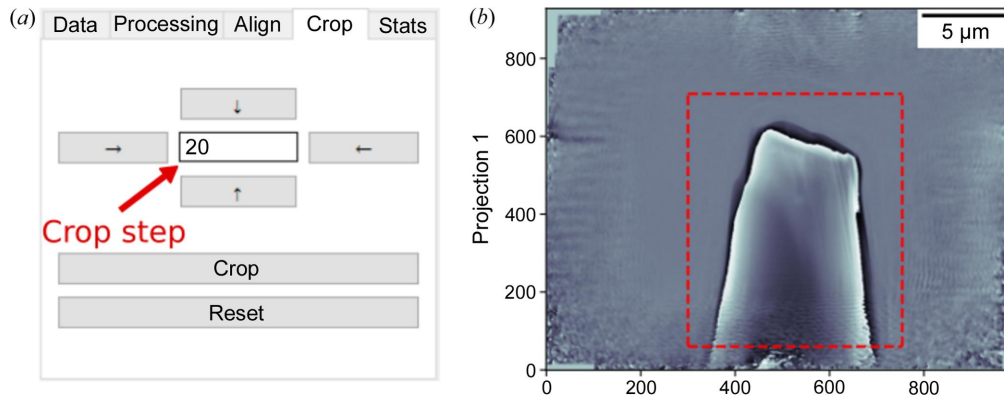 (a)
Data Processing Align Crop Stats
↓
→ 20 ←
↑
Crop step
Crop
Reset
(b)
5 µm
Projection 1
800
600
400
200
0
0 200 400 600 800